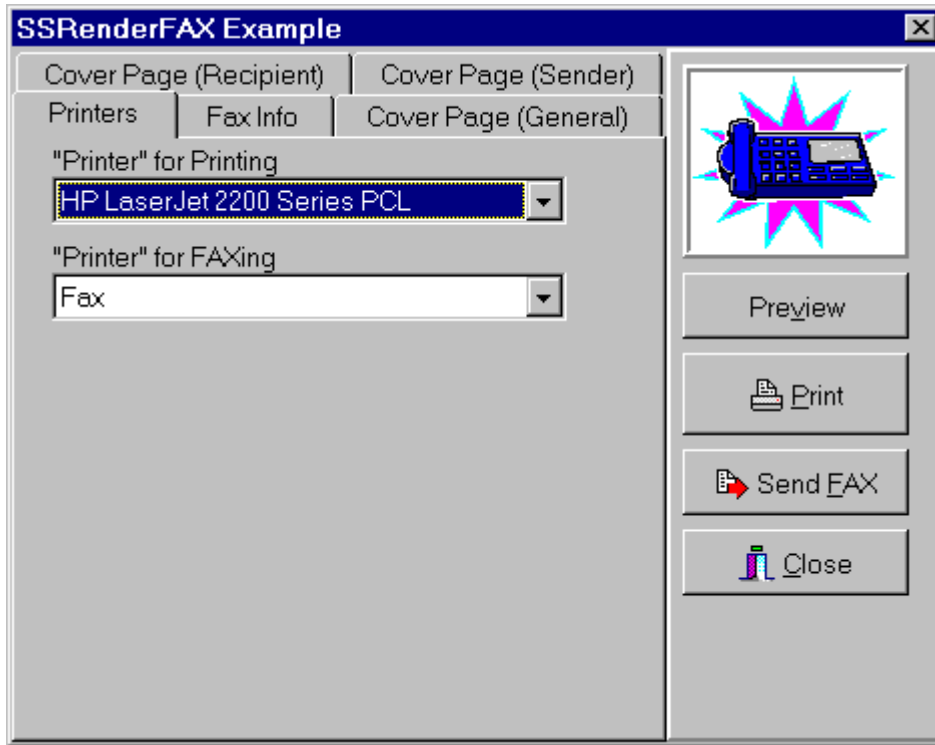 SSRenderFAX Example
Cover Page (Recipient) Cover Page (Sender)
Printers Fax Info Cover Page (General)
"Printer" for Printing
HP LaserJet 2200 Series PCL
"Printer" for FAXing
Fax
Preview
Print
Send FAX
Close